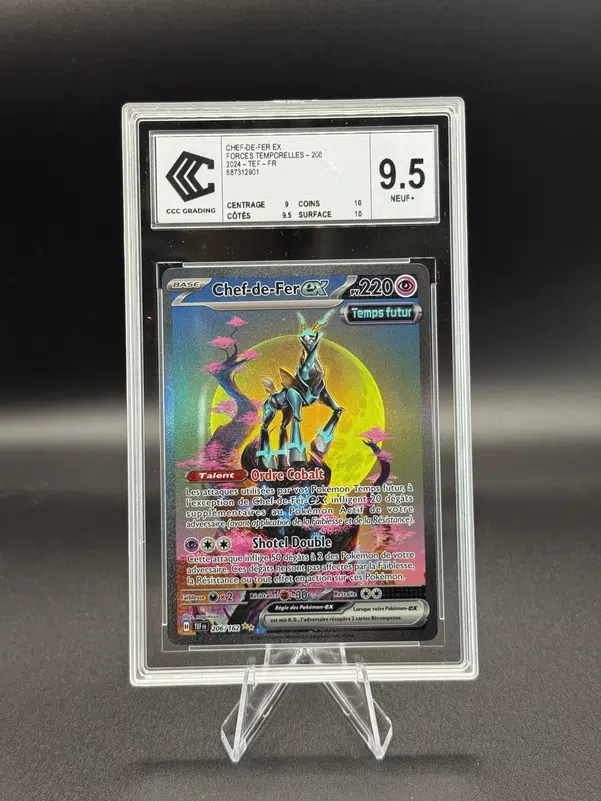 CHEF-DE-FER EX
FORCES TEMPORELLES – 206
2024 – TEF – FR
687312901
CCC GRADING
CENTRAGE 9 COINS 10
CÔTÉS 9.5 SURFACE 10
9.5
NEUF+
BASE
Chef-de-Fer ex PV 220
Temps futur
Talent Ordre Cobalt
Les attaques utilisées par vos Pokémon Temps futur, à
l'exception de Chef-de-Fer-ex, infligent 20 dégâts
supplémentaires au Pokémon Actif de votre
adversaire (avant application de la Faiblesse et de la Résistance).
Shotel Double
Cette attaque inflige 50 dégâts à 2 des Pokémon de votre
adversaire. Ces dégâts ne sont pas affectés par la Faiblesse,
la Résistance ou tout effet en action sur ces Pokémon.
Faiblesse ×2 Résistance -30 Retraite
Règle des Pokémon-ex Lorsque votre Pokémon-ex
est mis K.O., l'adversaire récupère 2 cartes Récompense.
H TEF FR 206/162